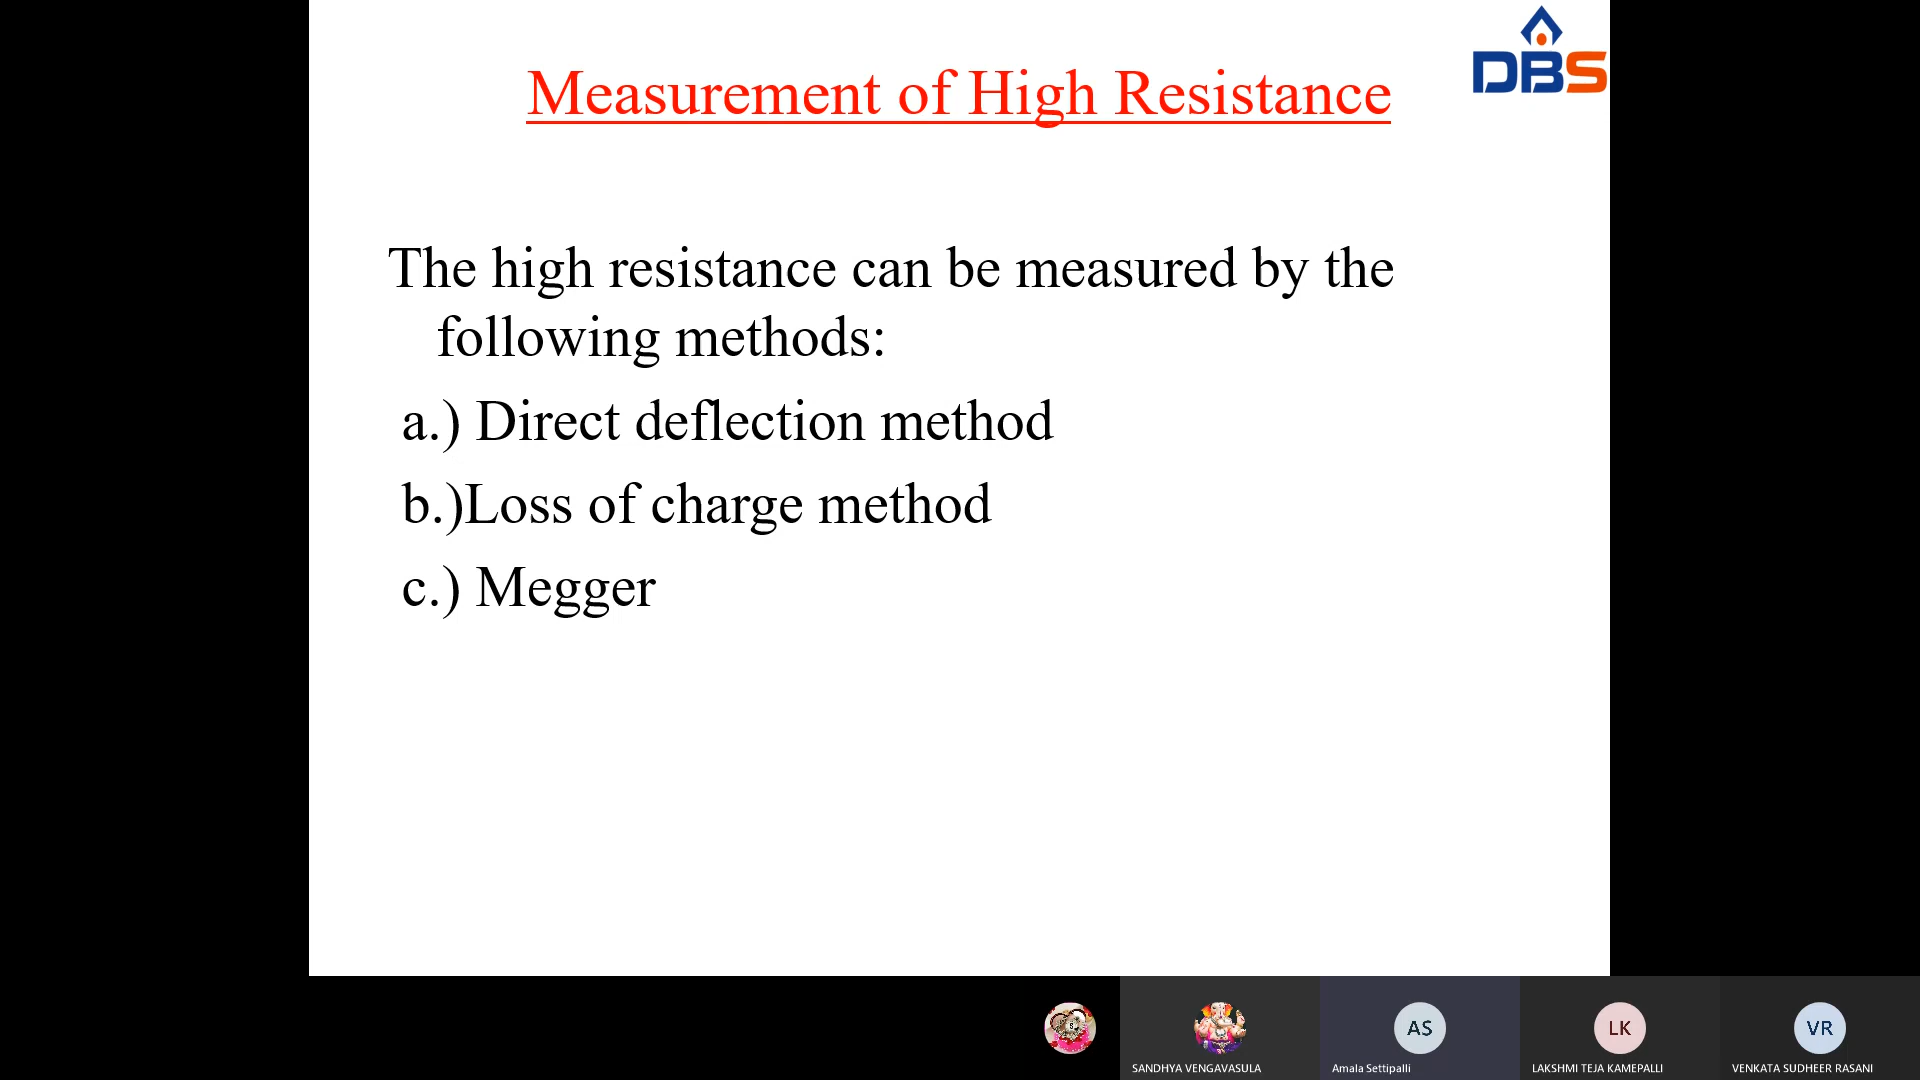 DBS
Measurement of High Resistance
The high resistance can be measured by the
following methods:
a.) Direct deflection method
b.)Loss of charge method
c.) Megger
AS
LK
VR
SANDHYA VENGAVASULA
Amala Settipalli
LAKSHMI TEJA KAMEPALLI
VENKATA SUDHEER RASANI